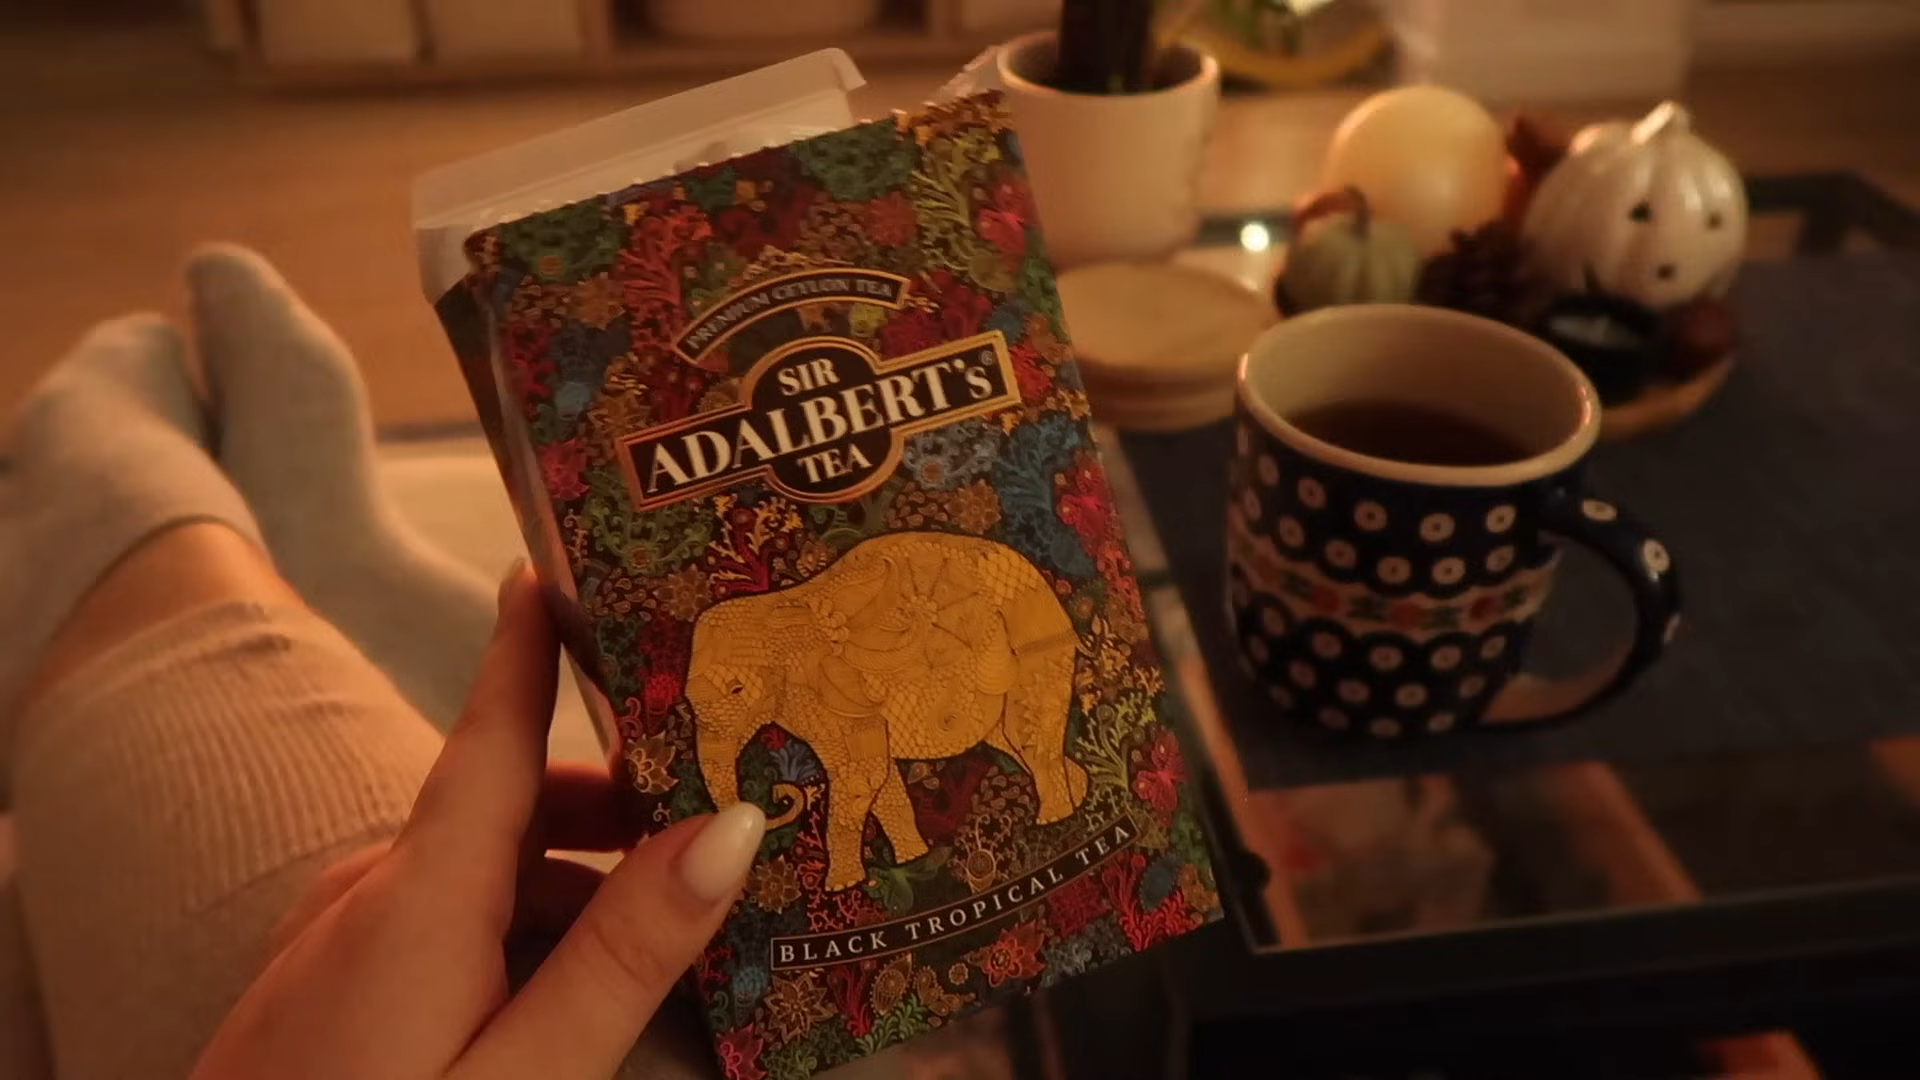 PREMIUM CEYLON TEA
SIR
ADALBERT's®
TEA
BLACK TROPICAL TEA